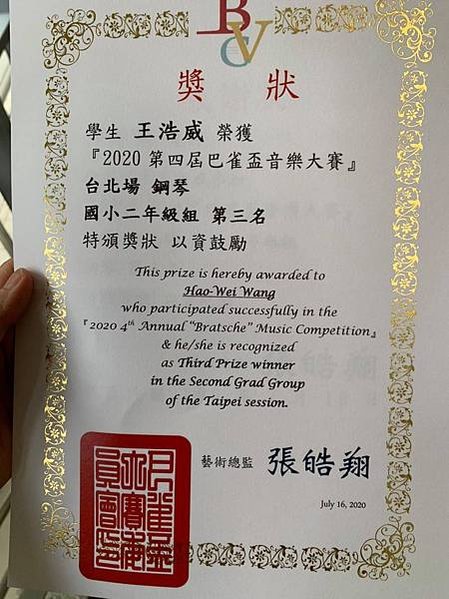 BVC
獎 狀
學生 王浩威 榮獲
『2020 第四屆巴雀盃音樂大賽』
台北場 鋼琴
國小二年級組 第三名
特頒獎狀 以資鼓勵
This prize is hereby awarded to
Hao-Wei Wang
who participated successfully in the
『2020 4th Annual "Bratsche" Music Competition』
& he/she is recognized
as Third Prize winner
in the Second Grad Group
of the Taipei session.
藝術總監 張皓翔
July 16, 2020